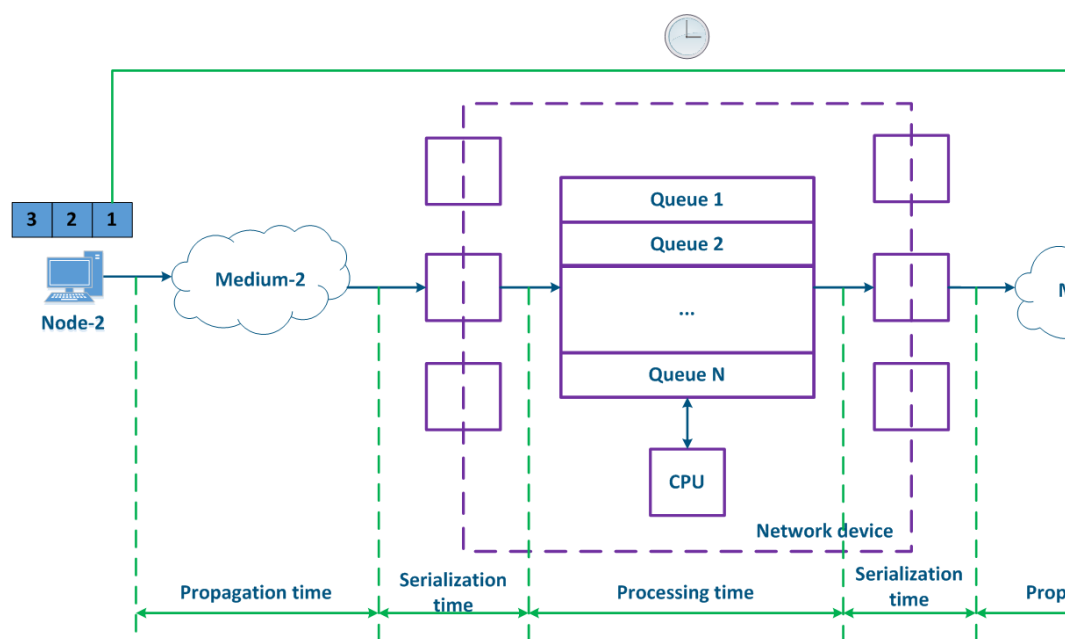 3 2 1
Node-2
Medium-2
Queue 1
Queue 2
...
Queue N
CPU
Network device
M
Propagation time
Serialization
time
Processing time
Serialization
time
Prop